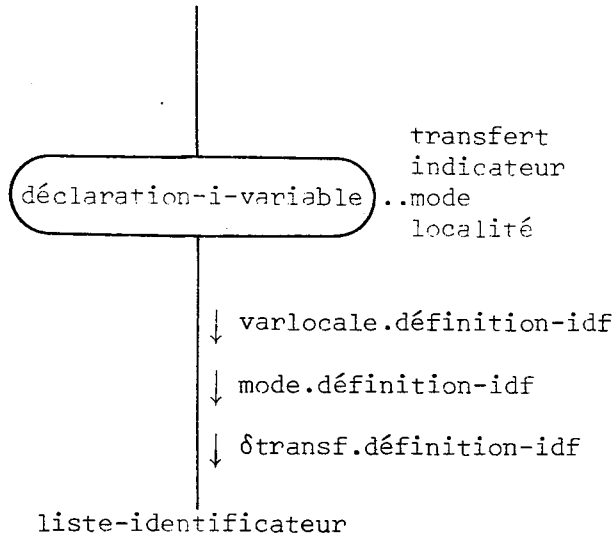 transfert
indicateur
déclaration-i-variable ..mode
localité
↓ varlocale.définition-idf
↓ mode.définition-idf
↓ δtransf.définition-idf
liste-identificateur